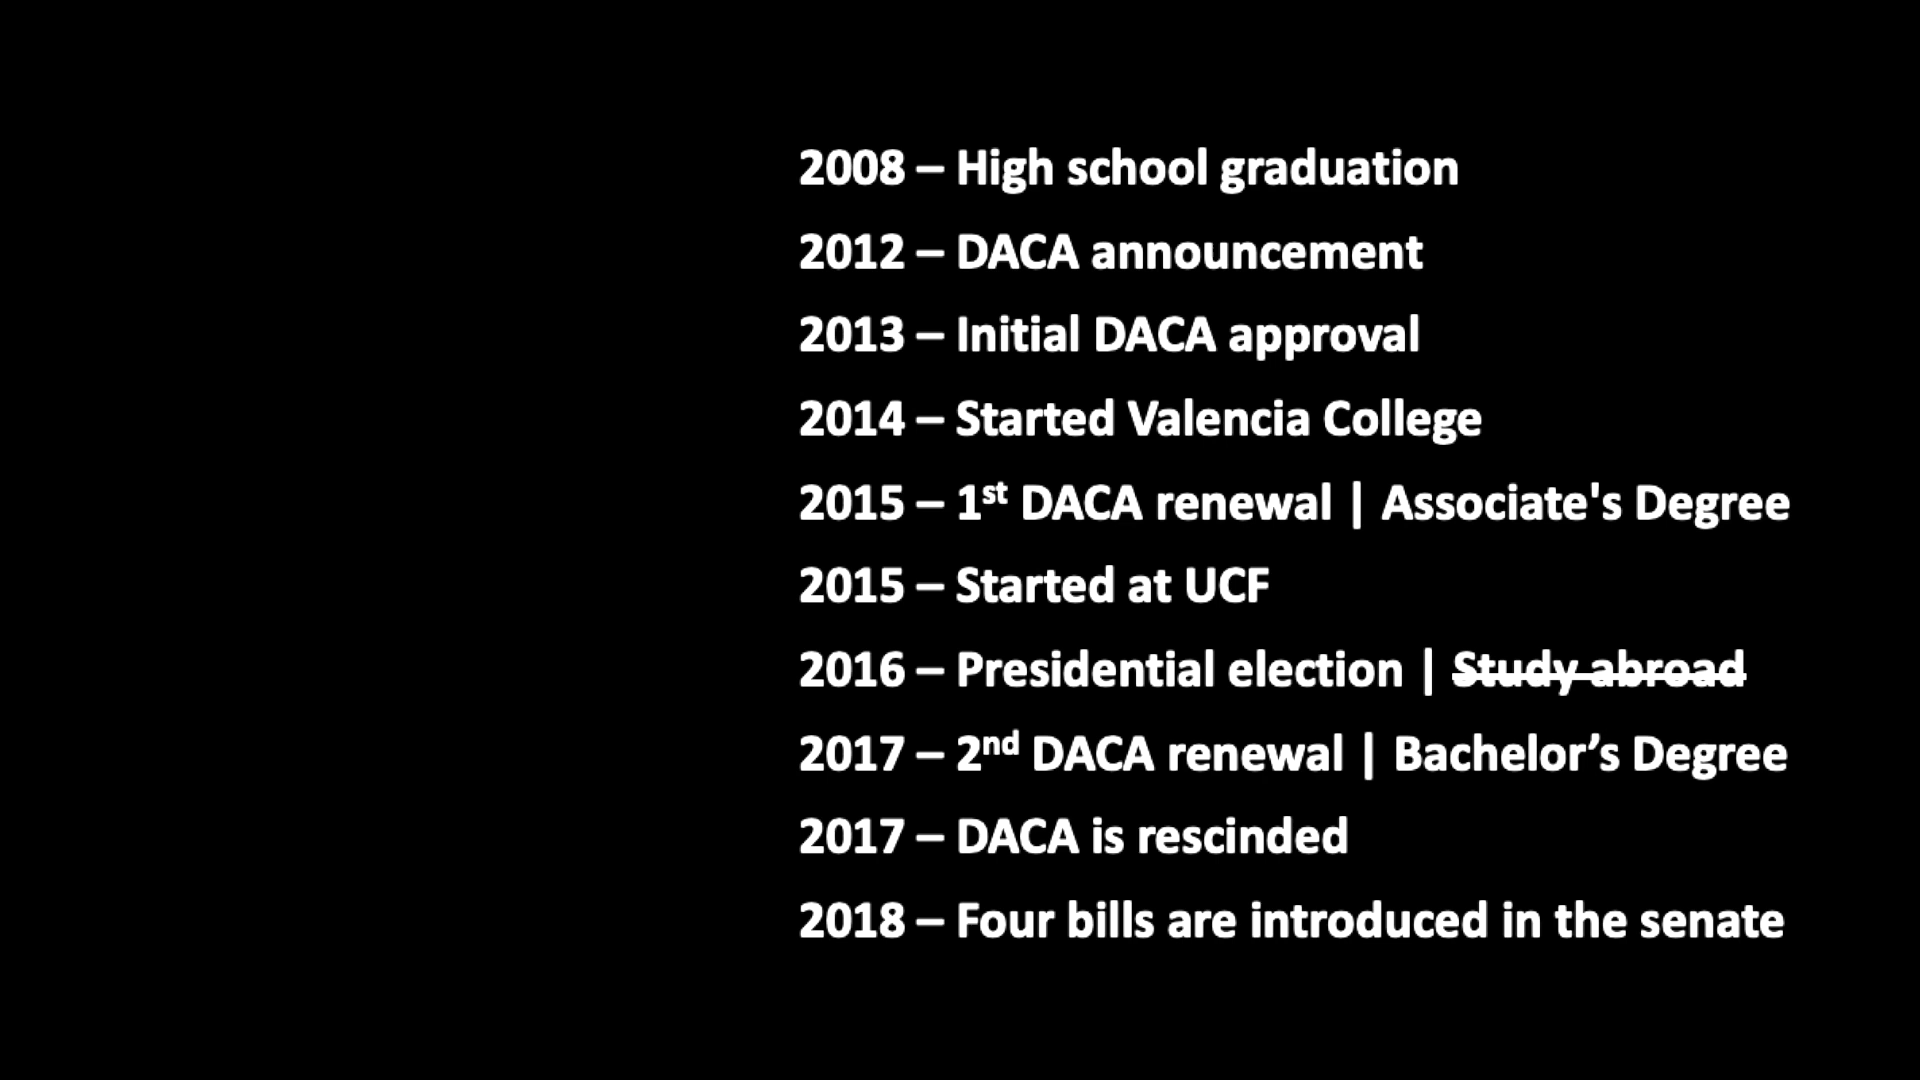 2008 – High school graduation
2012 – DACA announcement
2013 – Initial DACA approval
2014 – Started Valencia College
2015 – 1st DACA renewal | Associate's Degree
2015 – Started at UCF
2016 – Presidential election | Study abroad
2017 – 2nd DACA renewal | Bachelor’s Degree
2017 – DACA is rescinded
2018 – Four bills are introduced in the senate